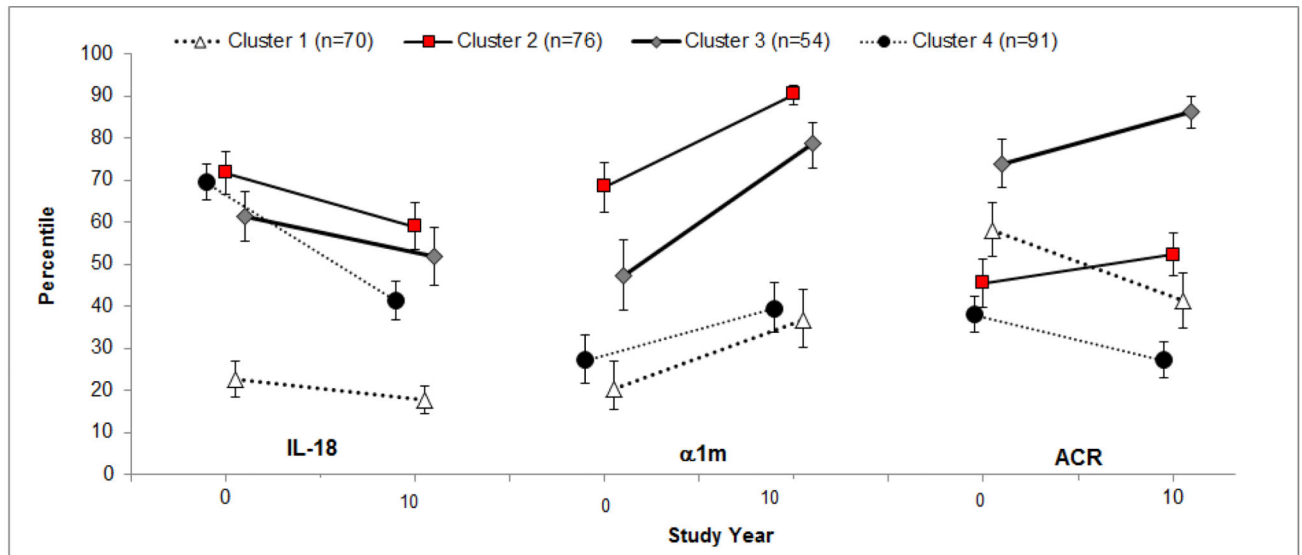 Cluster 1 (n=70) Cluster 2 (n=76) Cluster 3 (n=54) Cluster 4 (n=91)
100
90
80
70
60
50
40
30
20
10
0
Percentile
IL-18 α1m ACR
0 10 0 10 0 10
Study Year